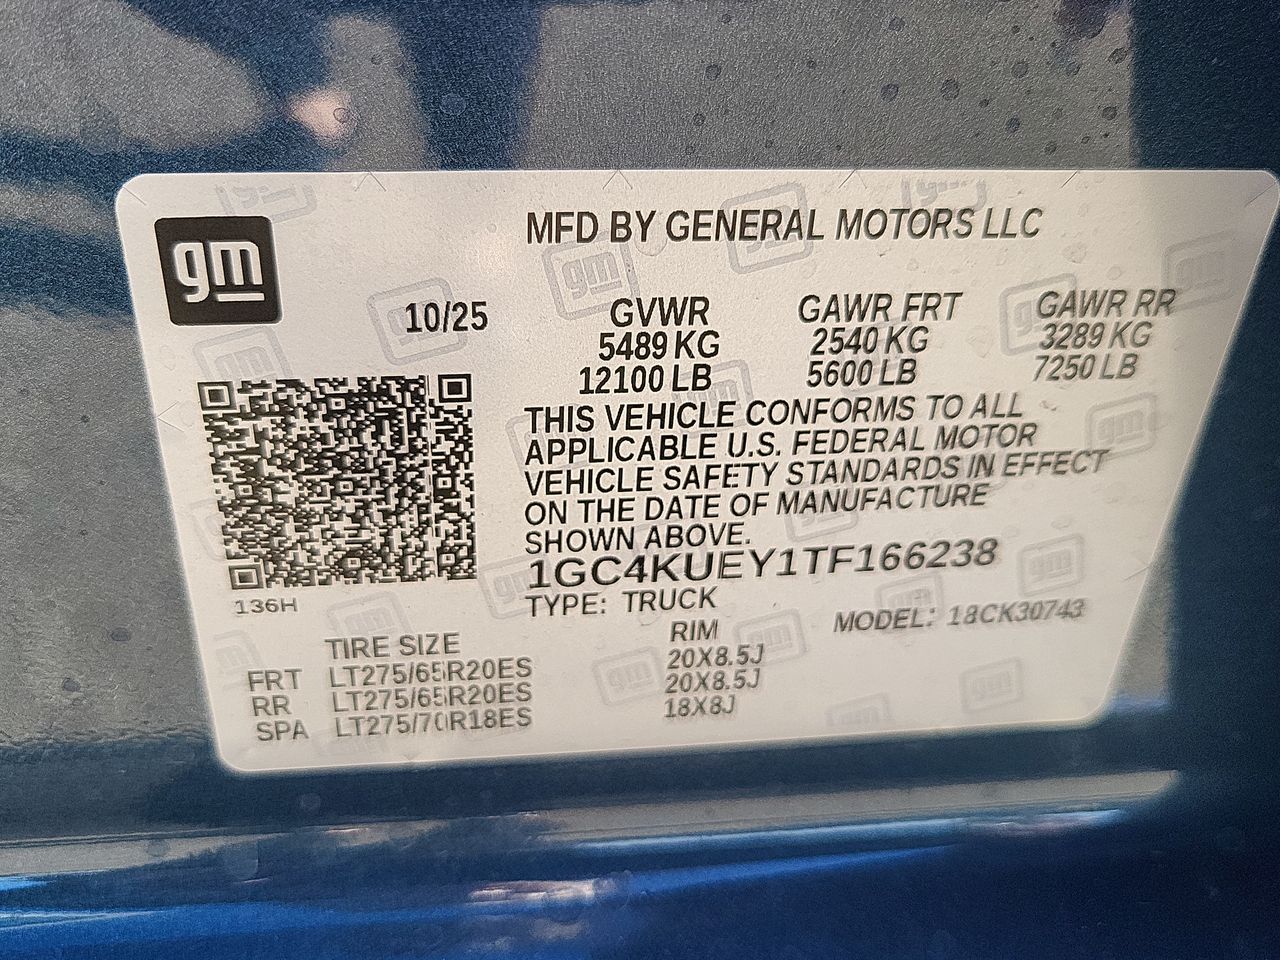 gm
MFD BY GENERAL MOTORS LLC
10/25
GVWR GAWR FRT GAWR RR
5489 KG 2540 KG 3289 KG
12100 LB 5600 LB 7250 LB
THIS VEHICLE CONFORMS TO ALL
APPLICABLE U.S. FEDERAL MOTOR
VEHICLE SAFETY STANDARDS IN EFFECT
ON THE DATE OF MANUFACTURE
SHOWN ABOVE.
1GC4KUEY1TF166238
136H
TYPE: TRUCK MODEL: 18CK30743
TIRE SIZE RIM
FRT LT275/65R20ES 20X8.5J
RR LT275/65R20ES 20X8.5J
SPA LT275/70R18ES 18X8J